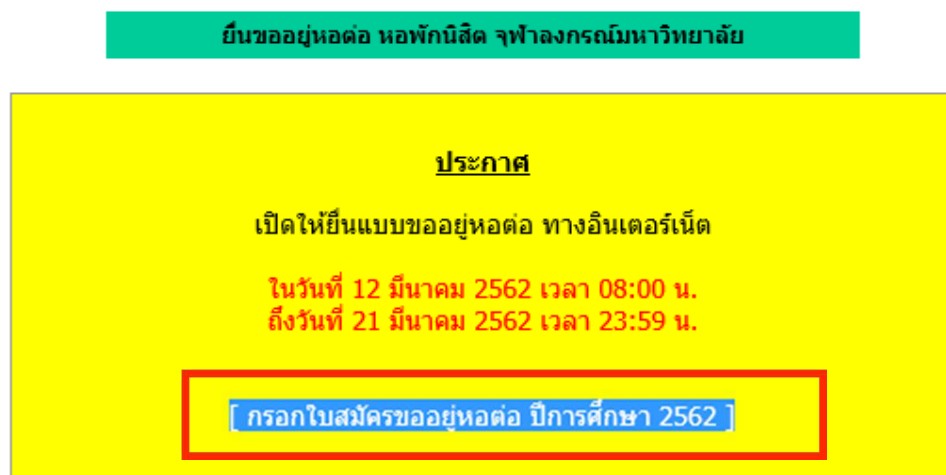 ยื่นขออยู่หอต่อ หอพักนิสิต จุฬาลงกรณ์มหาวิทยาลัย
ประกาศ
เปิดให้ยื่นแบบขออยู่หอต่อ ทางอินเตอร์เน็ต
ในวันที่ 12 มีนาคม 2562 เวลา 08:00 น.
ถึงวันที่ 21 มีนาคม 2562 เวลา 23:59 น.
[ กรอกใบสมัครขออยู่หอต่อ ปีการศึกษา 2562 ]